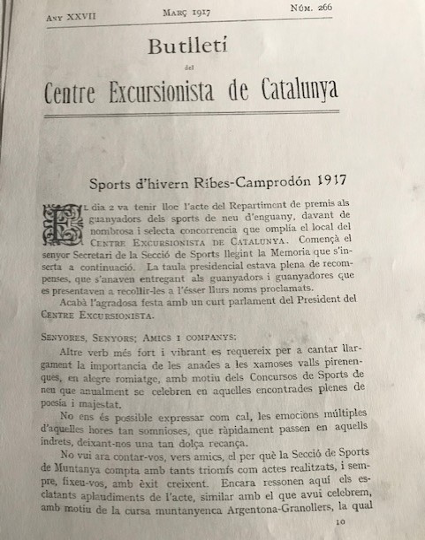 ANY XXVII MARÇ 1917 NÚM. 266
Butlletí
del
Centre Excursionista de Catalunya
Sports d'hivern Ribes-Camprodón 1917
EL dia 2 va tenir lloc l'acte del Repartiment de premis als
guanyadors dels sports de neu d'enguany, davant de
nombrosa i selecta concorrencia que omplia el local del
CENTRE EXCURSIONISTA DE CATALUNYA. Començà el
senyor Secretari de la Secció de Sports llegint la Memoria que s'in-
serta a continuació. La taula presidencial estava plena de recom-
penses, que s'anaven entregant als guanyadors i guanyadores que
es presentaven a recollir-les a l'ésser llurs noms proclamats.
Acabà l'agradosa festa amb un curt parlament del President del
CENTRE EXCURSIONISTA.
SENYORES, SENYORS; AMICS I COMPANYS:
Altre verb més fort i vibrant es requereix per a cantar llar-
gament la importancia de les anades a les xamoses valls pirenen-
ques, en alegre romiatge, amb motiu dels Concursos de Sports de
neu que anualment se celebren en aquelles encontrades plenes de
poesia i majestat.
No ens és possible expressar com cal, les emocions múltiples
d'aquelles hores tan somnioses, que ràpidament passen en aquells
indrets, deixant-nos una tan dolça recança.
No vui ara contar-vos, vers amics, el per què la Secció de Sports
de Muntanya compta amb tants triomfs com actes realitzats, i sem-
pre, fixeu-vos, amb èxit creixent. Encara ressonen aquí els es-
clatants aplaudiments de l'acte, similar amb el que avui celebrem,
amb motiu de la cursa muntanyenca Argentona-Granollers, la qual
10